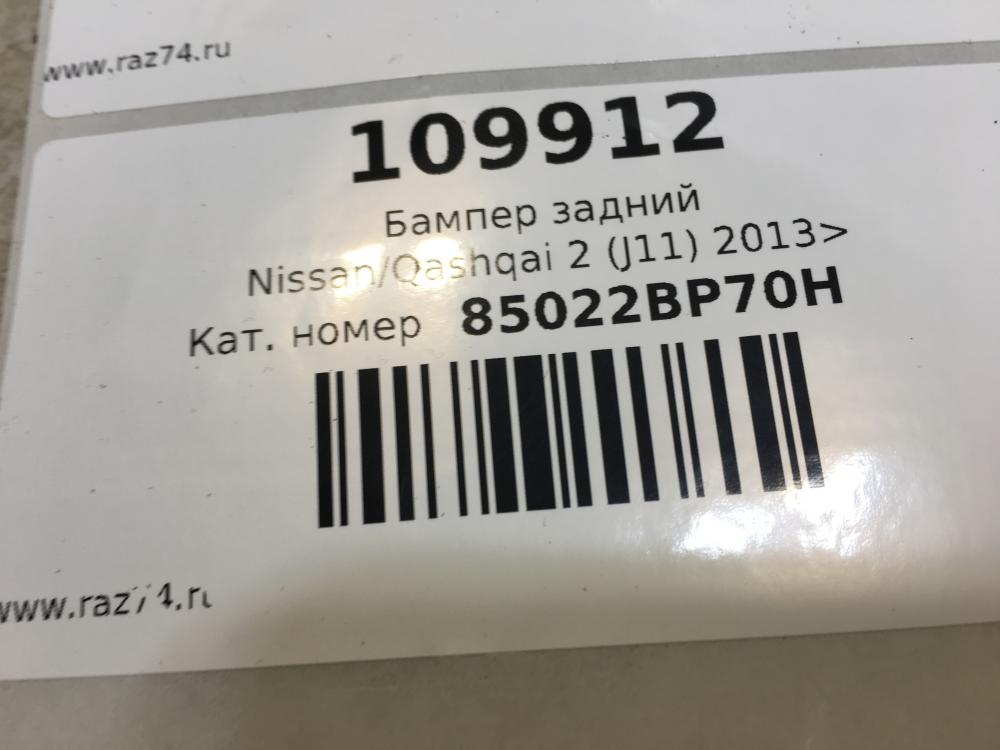 www.raz74.ru
109912
Бампер задний
Nissan/Qashqai 2 (J11) 2013>
Кат. номер 85022BP70H
www.raz74.ru